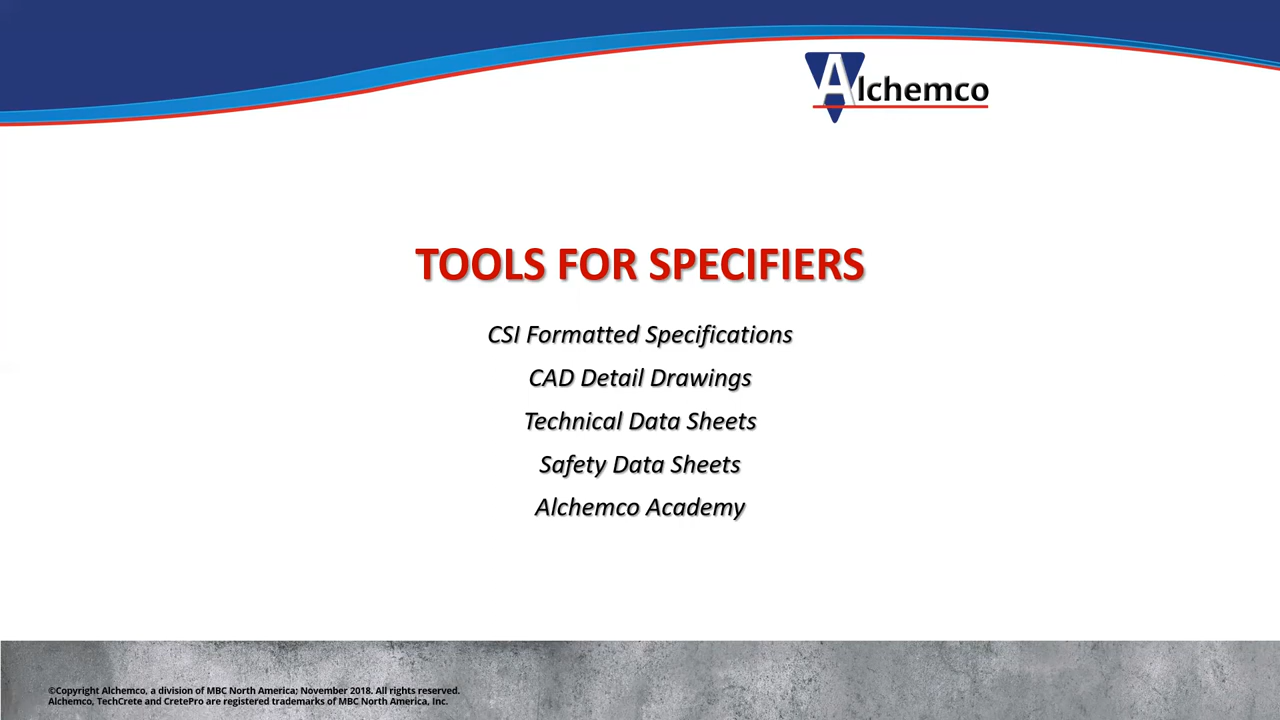 Alchemco
TOOLS FOR SPECIFIERS
CSI Formatted Specifications
CAD Detail Drawings
Technical Data Sheets
Safety Data Sheets
Alchemco Academy
©Copyright Alchemco, a division of MBC North America; November 2018. All rights reserved.
Alchemco, TechCrete and CretePro are registered trademarks of MBC North America, Inc.